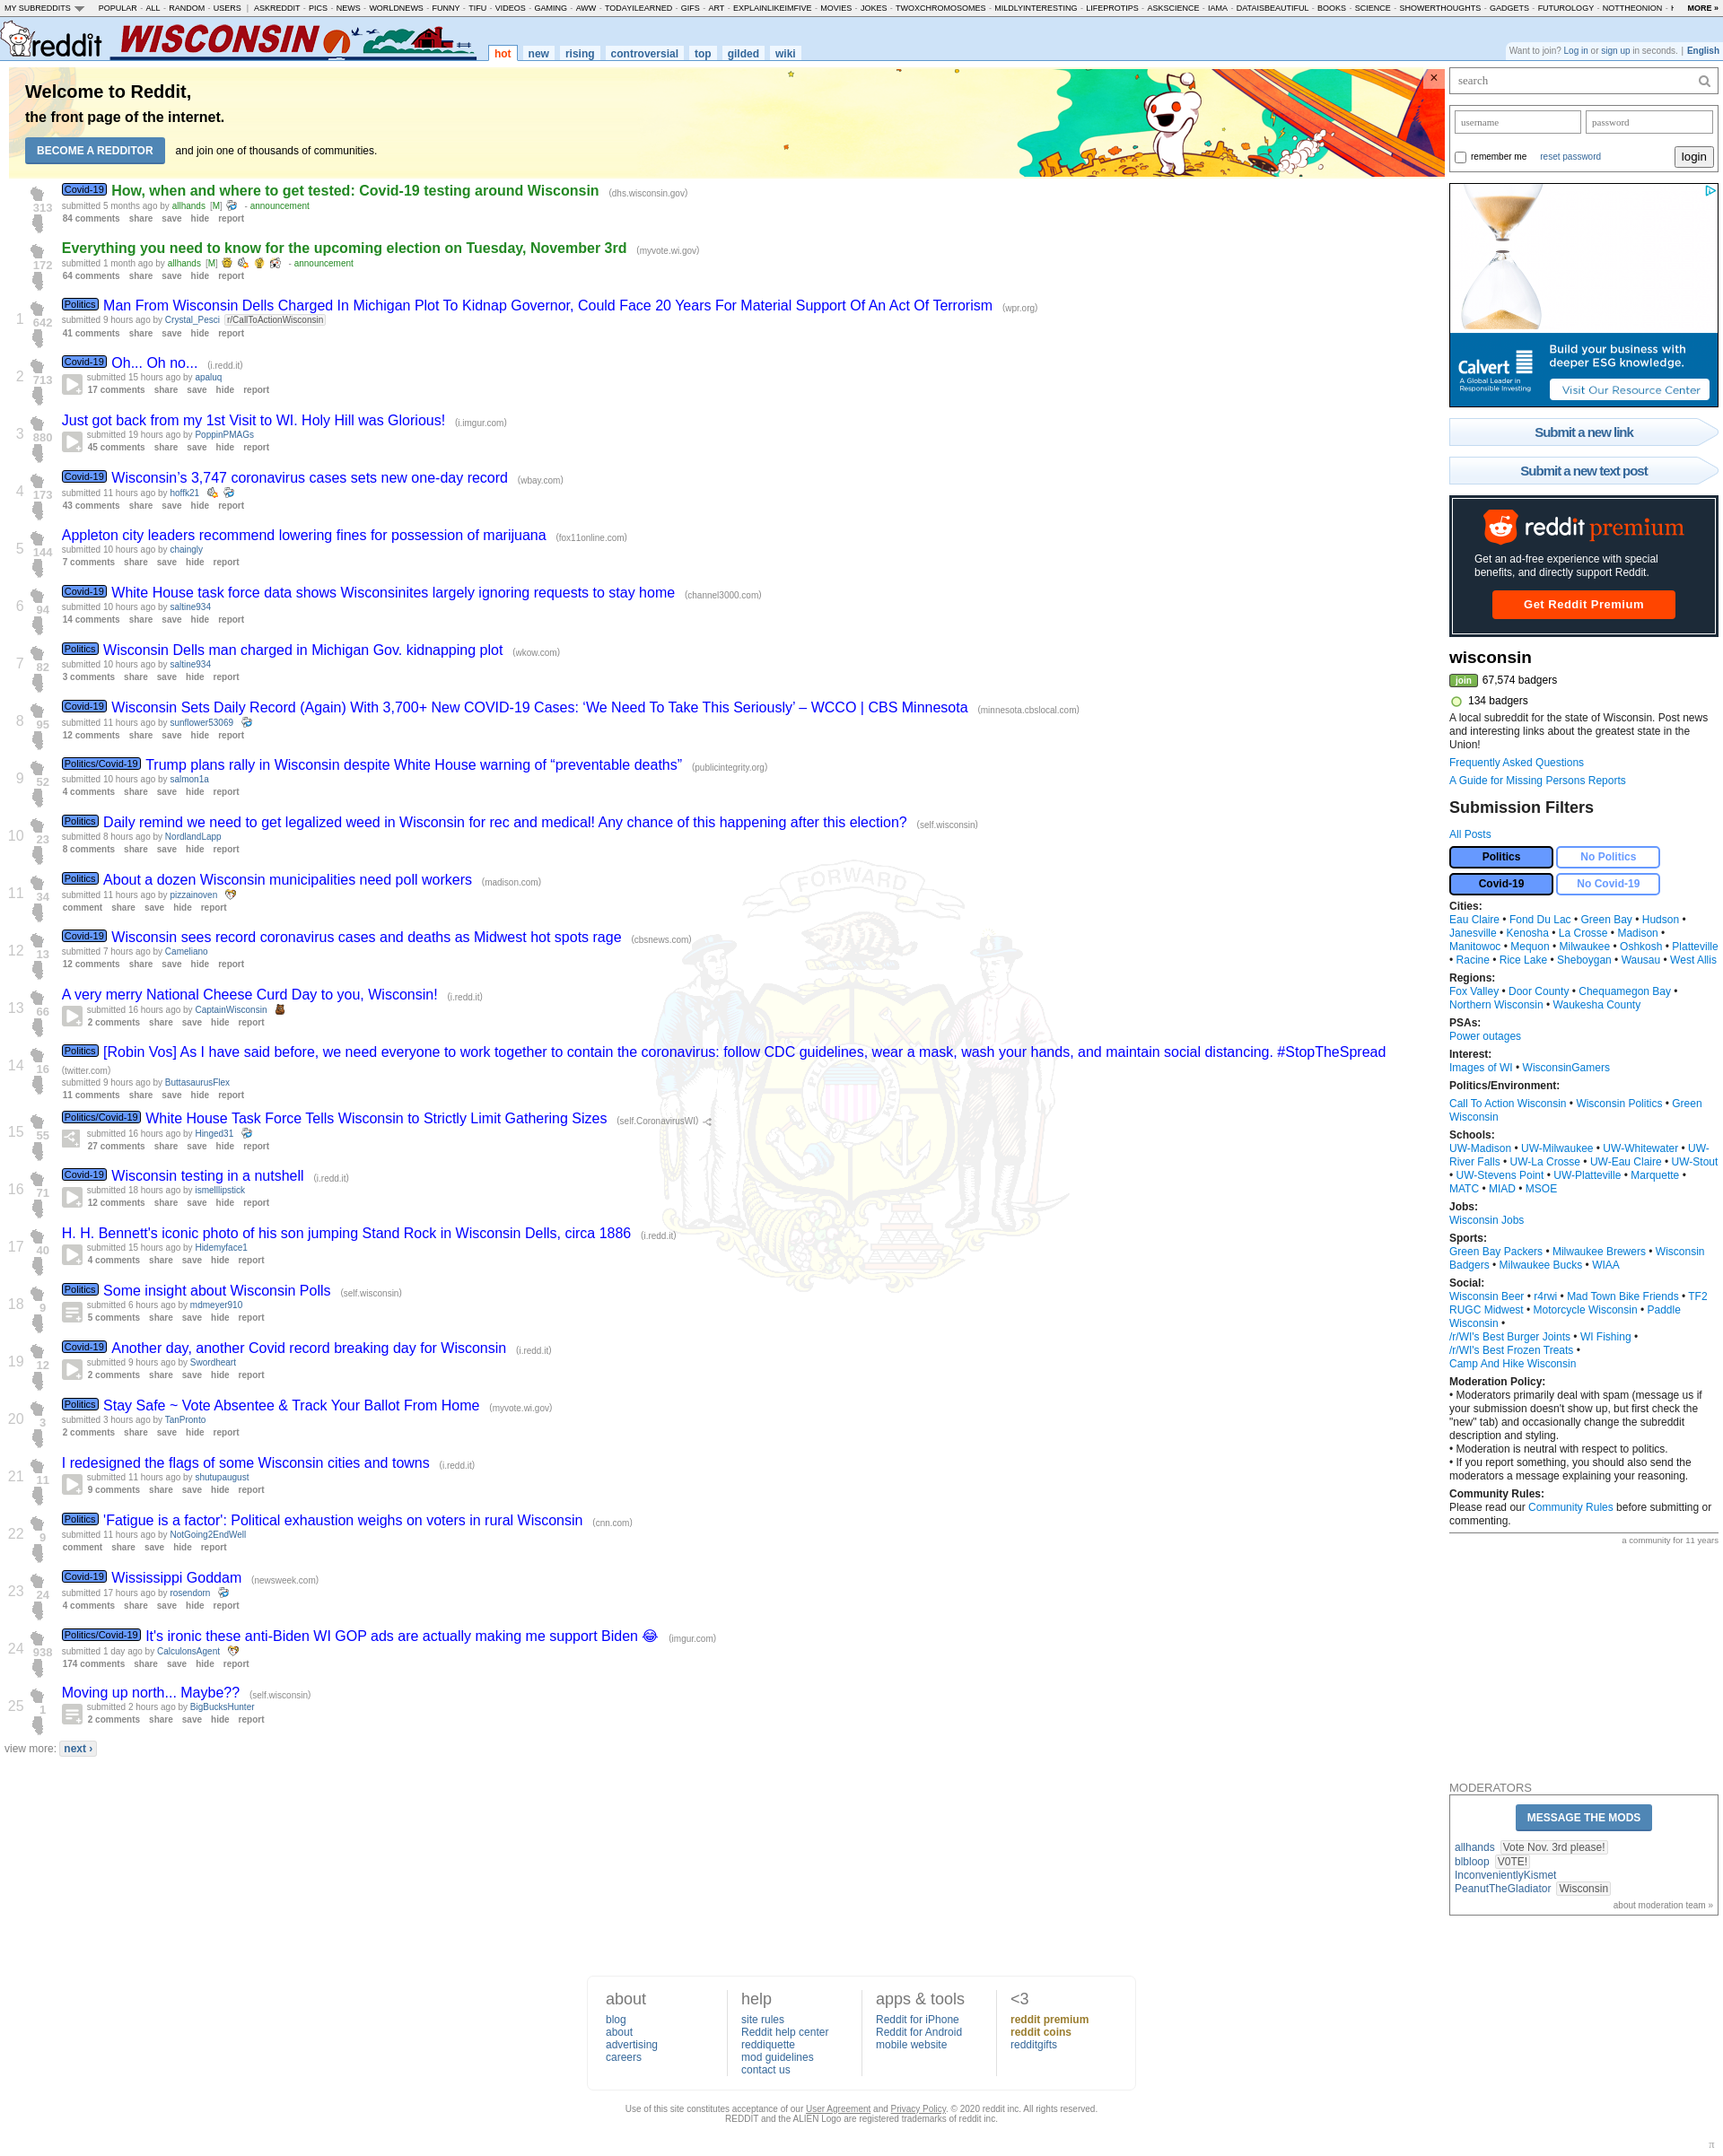 MY SUBREDDITS POPULAR - ALL - RANDOM - USERS | ASKREDDIT - PICS - NEWS - WORLDNEWS - FUNNY - TIFU - VIDEOS - GAMING - AWW - TODAYILEARNED - GIFS - ART - EXPLAINLIKEIMFIVE - MOVIES - JOKES - TWOXCHROMOSOMES - MILDLYINTERESTING - LIFEPROTIPS - ASKSCIENCE - IAMA - DATAISBEAUTIFUL - BOOKS - SCIENCE - SHOWERTHOUGHTS - GADGETS - FUTUROLOGY - NOTTHEONION - MORE »
reddit WISCONSIN hot new rising controversial top gilded wiki
Want to join? Log in or sign up in seconds. | English
Welcome to Reddit,
the front page of the internet.
BECOME A REDDITOR and join one of thousands of communities.
×
313
Covid-19 How, when and where to get tested: Covid-19 testing around Wisconsin (dhs.wisconsin.gov)
submitted 5 months ago by allhands [M] - announcement
84 comments share save hide report
172
Everything you need to know for the upcoming election on Tuesday, November 3rd (myvote.wi.gov)
submitted 1 month ago by allhands [M] - announcement
64 comments share save hide report
1 642
Politics Man From Wisconsin Dells Charged In Michigan Plot To Kidnap Governor, Could Face 20 Years For Material Support Of An Act Of Terrorism (wpr.org)
submitted 9 hours ago by Crystal_Pesci r/CallToActionWisconsin
41 comments share save hide report
2 713
Covid-19 Oh... Oh no... (i.redd.it)
submitted 15 hours ago by apaluq
17 comments share save hide report
3 880
Just got back from my 1st Visit to WI. Holy Hill was Glorious! (i.imgur.com)
submitted 19 hours ago by PoppinPMAGs
45 comments share save hide report
4 173
Covid-19 Wisconsin’s 3,747 coronavirus cases sets new one-day record (wbay.com)
submitted 11 hours ago by hoffk21
43 comments share save hide report
5 144
Appleton city leaders recommend lowering fines for possession of marijuana (fox11online.com)
submitted 10 hours ago by chaingly
7 comments share save hide report
6 94
Covid-19 White House task force data shows Wisconsinites largely ignoring requests to stay home (channel3000.com)
submitted 10 hours ago by saltine934
14 comments share save hide report
7 82
Politics Wisconsin Dells man charged in Michigan Gov. kidnapping plot (wkow.com)
submitted 10 hours ago by saltine934
3 comments share save hide report
8 95
Covid-19 Wisconsin Sets Daily Record (Again) With 3,700+ New COVID-19 Cases: ‘We Need To Take This Seriously’ – WCCO | CBS Minnesota (minnesota.cbslocal.com)
submitted 11 hours ago by sunflower53069
12 comments share save hide report
9 52
Politics/Covid-19 Trump plans rally in Wisconsin despite White House warning of “preventable deaths” (publicintegrity.org)
submitted 10 hours ago by salmon1a
4 comments share save hide report
10 23
Politics Daily remind we need to get legalized weed in Wisconsin for rec and medical! Any chance of this happening after this election? (self.wisconsin)
submitted 8 hours ago by NordlandLapp
8 comments share save hide report
11 34
Politics About a dozen Wisconsin municipalities need poll workers (madison.com)
submitted 11 hours ago by pizzainoven
comment share save hide report
12 13
Covid-19 Wisconsin sees record coronavirus cases and deaths as Midwest hot spots rage (cbsnews.com)
submitted 7 hours ago by Cameliano
12 comments share save hide report
13 66
A very merry National Cheese Curd Day to you, Wisconsin! (i.redd.it)
submitted 16 hours ago by CaptainWisconsin
2 comments share save hide report
14 16
Politics [Robin Vos] As I have said before, we need everyone to work together to contain the coronavirus: follow CDC guidelines, wear a mask, wash your hands, and maintain social distancing. #StopTheSpread
(twitter.com)
submitted 9 hours ago by ButtasaurusFlex
11 comments share save hide report
15 55
Politics/Covid-19 White House Task Force Tells Wisconsin to Strictly Limit Gathering Sizes (self.CoronavirusWI)
submitted 16 hours ago by Hinged31
27 comments share save hide report
16 71
Covid-19 Wisconsin testing in a nutshell (i.redd.it)
submitted 18 hours ago by ismelllipstick
12 comments share save hide report
17 40
H. H. Bennett's iconic photo of his son jumping Stand Rock in Wisconsin Dells, circa 1886 (i.redd.it)
submitted 15 hours ago by Hidemyface1
4 comments share save hide report
18 9
Politics Some insight about Wisconsin Polls (self.wisconsin)
submitted 6 hours ago by mdmeyer910
5 comments share save hide report
19 12
Covid-19 Another day, another Covid record breaking day for Wisconsin (i.redd.it)
submitted 9 hours ago by Swordheart
2 comments share save hide report
20 3
Politics Stay Safe ~ Vote Absentee & Track Your Ballot From Home (myvote.wi.gov)
submitted 3 hours ago by TanPronto
2 comments share save hide report
21 11
I redesigned the flags of some Wisconsin cities and towns (i.redd.it)
submitted 11 hours ago by shutupaugust
9 comments share save hide report
22 9
Politics 'Fatigue is a factor': Political exhaustion weighs on voters in rural Wisconsin (cnn.com)
submitted 11 hours ago by NotGoing2EndWell
comment share save hide report
23 24
Covid-19 Wississippi Goddam (newsweek.com)
submitted 17 hours ago by rosendorn
4 comments share save hide report
24 938
Politics/Covid-19 It's ironic these anti-Biden WI GOP ads are actually making me support Biden 😂 (imgur.com)
submitted 1 day ago by CalculonsAgent
174 comments share save hide report
25 1
Moving up north... Maybe?? (self.wisconsin)
submitted 2 hours ago by BigBucksHunter
2 comments share save hide report
view more: next ›
FORWARD
search
username password
remember me reset password login
Calvert
A Global Leader in
Responsible Investing
Build your business with
deeper ESG knowledge.
Visit Our Resource Center
Submit a new link
Submit a new text post
reddit premium
Get an ad-free experience with special
benefits, and directly support Reddit.
Get Reddit Premium
wisconsin
join 67,574 badgers
134 badgers
A local subreddit for the state of Wisconsin. Post news
and interesting links about the greatest state in the
Union!
Frequently Asked Questions
A Guide for Missing Persons Reports
Submission Filters
All Posts
Politics No Politics
Covid-19 No Covid-19
Cities:
Eau Claire • Fond Du Lac • Green Bay • Hudson •
Janesville • Kenosha • La Crosse • Madison •
Manitowoc • Mequon • Milwaukee • Oshkosh • Platteville
• Racine • Rice Lake • Sheboygan • Wausau • West Allis
Regions:
Fox Valley • Door County • Chequamegon Bay •
Northern Wisconsin • Waukesha County
PSAs:
Power outages
Interest:
Images of WI • WisconsinGamers
Politics/Environment:
Call To Action Wisconsin • Wisconsin Politics • Green
Wisconsin
Schools:
UW-Madison • UW-Milwaukee • UW-Whitewater • UW-
River Falls • UW-La Crosse • UW-Eau Claire • UW-Stout
• UW-Stevens Point • UW-Platteville • Marquette •
MATC • MIAD • MSOE
Jobs:
Wisconsin Jobs
Sports:
Green Bay Packers • Milwaukee Brewers • Wisconsin
Badgers • Milwaukee Bucks • WIAA
Social:
Wisconsin Beer • r4rwi • Mad Town Bike Friends • TF2
RUGC Midwest • Motorcycle Wisconsin • Paddle
Wisconsin •
/r/WI's Best Burger Joints • WI Fishing •
/r/WI's Best Frozen Treats •
Camp And Hike Wisconsin
Moderation Policy:
• Moderators primarily deal with spam (message us if
your submission doesn't show up, but first check the
"new" tab) and occasionally change the subreddit
description and styling.
• Moderation is neutral with respect to politics.
• If you report something, you should also send the
moderators a message explaining your reasoning.
Community Rules:
Please read our Community Rules before submitting or
commenting.
a community for 11 years
MODERATORS
MESSAGE THE MODS
allhands Vote Nov. 3rd please!
blbloop V0TE!
InconvenientlyKismet
PeanutTheGladiator Wisconsin
about moderation team »
about
blog
about
advertising
careers
help
site rules
Reddit help center
reddiquette
mod guidelines
contact us
apps & tools
Reddit for iPhone
Reddit for Android
mobile website
<3
reddit premium
reddit coins
redditgifts
Use of this site constitutes acceptance of our User Agreement and Privacy Policy. © 2020 reddit inc. All rights reserved.
REDDIT and the ALIEN Logo are registered trademarks of reddit inc.
π